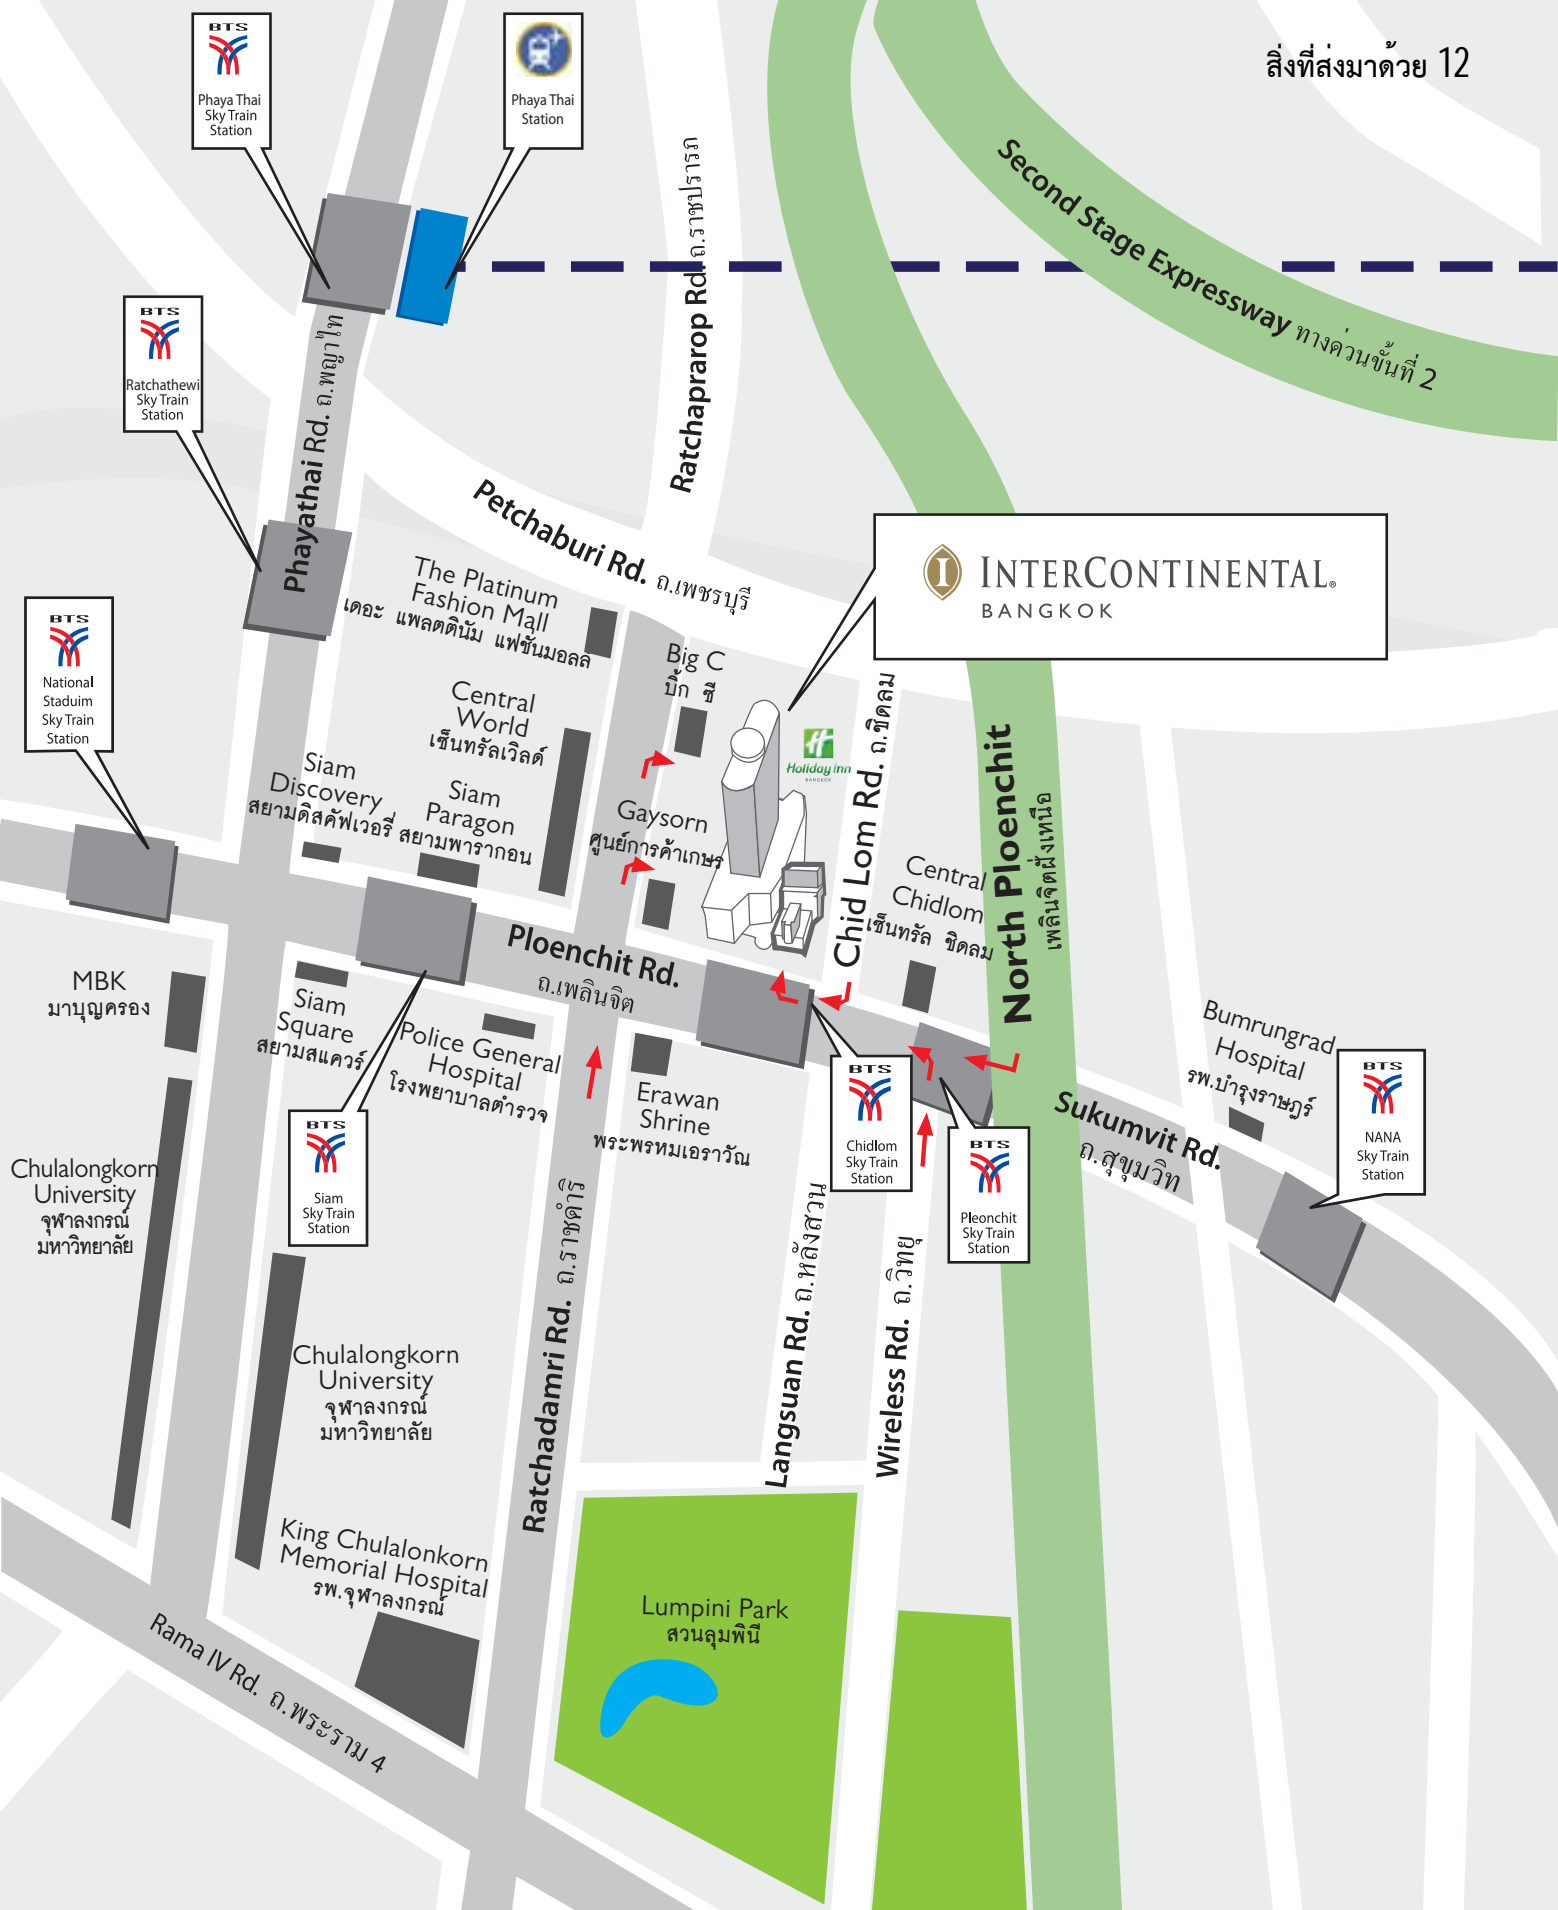 สิ่งที่ส่งมาด้วย 12
BTS
Phaya Thai
Sky Train
Station
Phaya Thai
Station
Second Stage Expressway ทางด่วนขั้นที่ 2
Ratchaprarop Rd. ถ.ราชปรารภ
BTS
Ratchathewi
Sky Train
Station
Phayathai Rd. ถ.พญาไท
Petchaburi Rd. ถ.เพชรบุรี
INTERCONTINENTAL®
BANGKOK
The Platinum
Fashion Mall
เดอะ แพลตตินัม แฟชั่นมอลล์
BTS
National
Staduim
Sky Train
Station
Big C
บิ๊ก ซี
Central
World
เซ็นทรัลเวิลด์
Holiday Inn
BANGKOK
Chid Lom Rd. ถ.ชิดลม
North Ploenchit
เพลินจิตฝั่งเหนือ
Siam
Discovery
สยามดิสคัฟเวอรี่
Siam
Paragon
สยามพารากอน
Gaysorn
ศูนย์การค้าเกษร
Central
Chidlom
เซ็นทรัล ชิดลม
Ploenchit Rd.
ถ.เพลินจิต
MBK
มาบุญครอง
Siam
Square
สยามสแควร์
Police General
Hospital
โรงพยาบาลตำรวจ
Erawan
Shrine
พระพรหมเอราวัณ
Bumrungrad
Hospital
รพ.บำรุงราษฎร์
BTS
NANA
Sky Train
Station
BTS
Chidlom
Sky Train
Station
BTS
Pleonchit
Sky Train
Station
Sukumvit Rd.
ถ.สุขุมวิท
BTS
Siam
Sky Train
Station
Chulalongkorn
University
จุฬาลงกรณ์
มหาวิทยาลัย
Ratchadamri Rd. ถ.ราชดำริ
Langsuan Rd. ถ.หลังสวน
Wireless Rd. ถ.วิทยุ
Chulalongkorn
University
จุฬาลงกรณ์
มหาวิทยาลัย
King Chulalonkorn
Memorial Hospital
รพ.จุฬาลงกรณ์
Lumpini Park
สวนลุมพินี
Rama IV Rd. ถ.พระราม 4